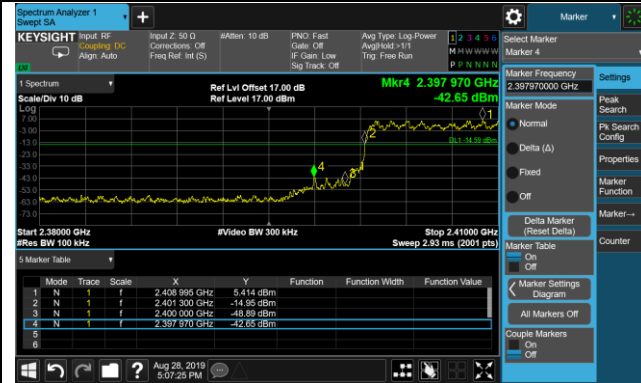 Spectrum Analyzer 1
Swept SA
+
Marker
KEYSIGHT
Input: RF
Coupling: DC
Align: Auto
Input Z: 50 Ω
Corrections: Off
Freq Ref: Int (S)
#Atten: 10 dB
PNO: Fast
Gate: Off
IF Gain: Low
Sig Track: Off
Avg Type: Log-Power
Avg|Hold:>1/1
Trig: Free Run
1 2 3 4 5 6
M W W W W W
P P N N N N
Select Marker
Marker 4
1 Spectrum
Scale/Div 10 dB
Log
Ref Lvl Offset 17.00 dB
Ref Level 17.00 dBm
Mkr4 2.397 970 GHz
-42.65 dBm
7.00
-3.00
-13.0
-23.0
-33.0
-43.0
-53.0
-63.0
-73.0
1
2
3
4
DL1 -14.59 dBm
Start 2.38000 GHz
#Res BW 100 kHz
#Video BW 300 kHz
Stop 2.41000 GHz
Sweep 2.93 ms (2001 pts)
5 Marker Table
Mode Trace Scale X Y Function Function Width Function Value
1 N 1 f 2.408 995 GHz 5.414 dBm
2 N 1 f 2.401 300 GHz -14.95 dBm
3 N 1 f 2.400 000 GHz -48.89 dBm
4 N 1 f 2.397 970 GHz -42.65 dBm
5
6
Marker Frequency
2.397970000 GHz
Marker Mode
Normal
Delta (Δ)
Fixed
Off
Delta Marker
(Reset Delta)
Marker Table
On
Off
Marker Settings
Diagram
All Markers Off
Couple Markers
On
Off
Settings
Peak
Search
Pk Search
Config
Properties
Marker
Function
Marker→
Counter
?
Aug 28, 2019
5:07:25 PM